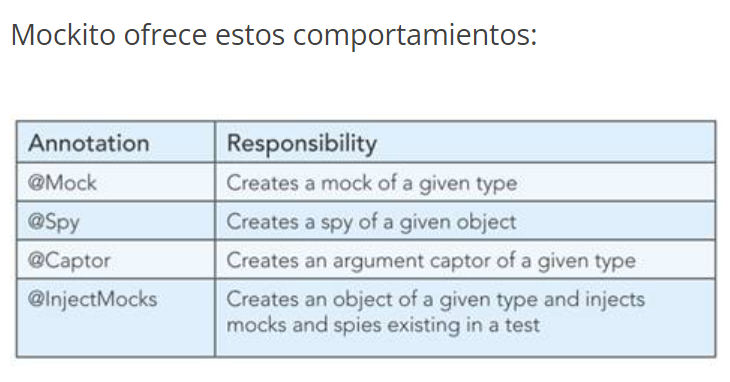 Mockito ofrece estos comportamientos:
Annotation Responsibility
@Mock Creates a mock of a given type
@Spy Creates a spy of a given object
@Captor Creates an argument captor of a given type
@InjectMocks Creates an object of a given type and injects
mocks and spies existing in a test